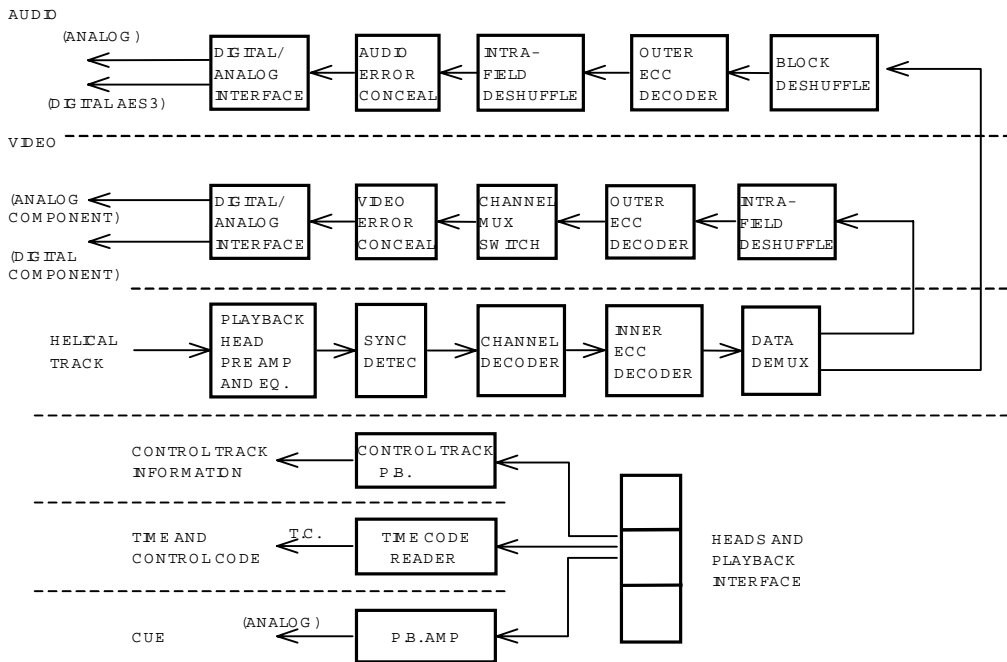 AUDIO
(ANALOG)
(DIGITAL AES3)
DIGITAL/
ANALOG
INTERFACE
AUDIO
ERROR
CONCEAL
INTRA-
FIELD
DESHUFFLE
OUTER
ECC
DECODER
BLOCK
DESHUFFLE
VIDEO
(ANALOG
COMPONENT)
(DIGITAL
COMPONENT)
DIGITAL/
ANALOG
INTERFACE
VIDEO
ERROR
CONCEAL
CHANNEL
MUX
SWITCH
OUTER
ECC
DECODER
INTRA-
FIELD
DESHUFFLE
HELICAL
TRACK
PLAYBACK
HEAD
PREAMP
AND EQ.
SYNC
DETEC
CHANNEL
DECODER
INNER
ECC
DECODER
DATA
DEMUX
CONTROL TRACK
INFORMATION
CONTROL TRACK
P.B.
TIME AND
CONTROL CODE
T.C.
TIME CODE
READER
HEADS AND
PLAYBACK
INTERFACE
CUE
(ANALOG)
P.B. AMP